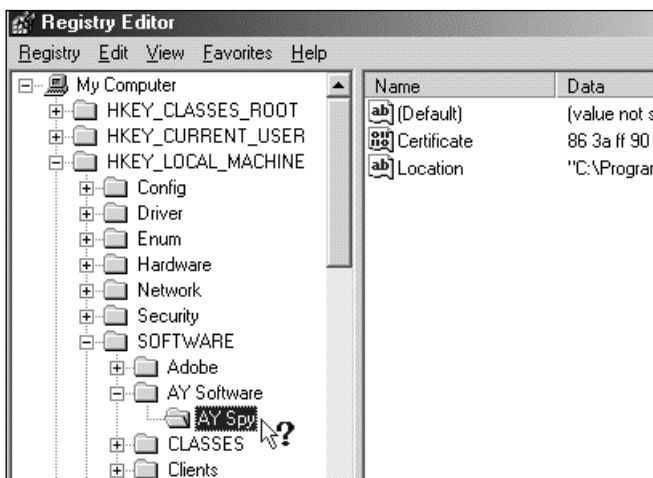 Registry Editor
Registry Edit View Favorites Help
My Computer
HKEY_CLASSES_ROOT
HKEY_CURRENT_USER
HKEY_LOCAL_MACHINE
Config
Driver
Enum
Hardware
Network
Security
SOFTWARE
Adobe
AY Software
AY Spy
?
CLASSES
Clients
Name Data
(Default) (value not s
Certificate 86 3a ff 90
Location "C:\Program